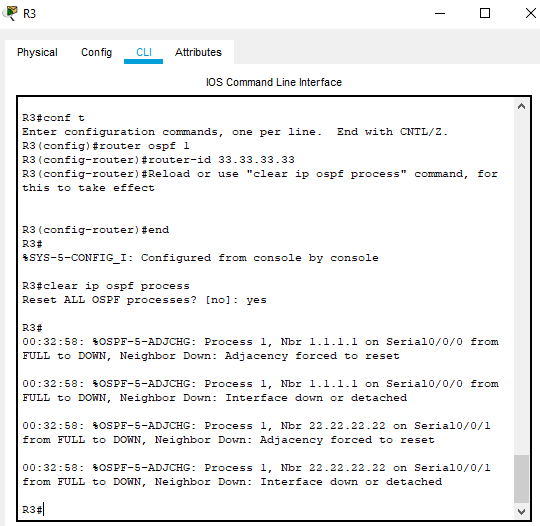 R3
Physical Config CLI Attributes
IOS Command Line Interface
R3#conf t
Enter configuration commands, one per line.  End with CNTL/Z.
R3(config)#router ospf 1
R3(config-router)#router-id 33.33.33.33
R3(config-router)#Reload or use "clear ip ospf process" command, for
this to take effect
R3(config-router)#end
R3#
%SYS-5-CONFIG_I: Configured from console by console
R3#clear ip ospf process
Reset ALL OSPF processes? [no]: yes
R3#
00:32:58: %OSPF-5-ADJCHG: Process 1, Nbr 1.1.1.1 on Serial0/0/0 from
FULL to DOWN, Neighbor Down: Adjacency forced to reset
00:32:58: %OSPF-5-ADJCHG: Process 1, Nbr 1.1.1.1 on Serial0/0/0 from
FULL to DOWN, Neighbor Down: Interface down or detached
00:32:58: %OSPF-5-ADJCHG: Process 1, Nbr 22.22.22.22 on Serial0/0/1
from FULL to DOWN, Neighbor Down: Adjacency forced to reset
00:32:58: %OSPF-5-ADJCHG: Process 1, Nbr 22.22.22.22 on Serial0/0/1
from FULL to DOWN, Neighbor Down: Interface down or detached
R3#